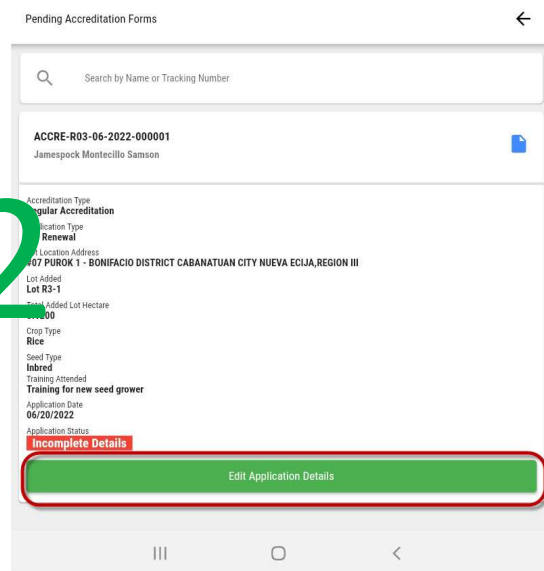 Pending Accreditation Forms
Search by Name or Tracking Number
ACCRE-R03-06-2022-000001
Jamespock Montecillo Samson
2
Accreditation Type
Regular Accreditation
Application Type
Renewal
Lot Location Address
#07 PUROK 1 - BONIFACIO DISTRICT CABANATUAN CITY NUEVA ECIJA,REGION III
Lot Added
Lot R3-1
Total Added Lot Hectare
Crop Type
Rice
Seed Type
Inbred
Training Attended
Training for new seed grower
Application Date
06/20/2022
Application Status
Incomplete Details
Edit Application Details